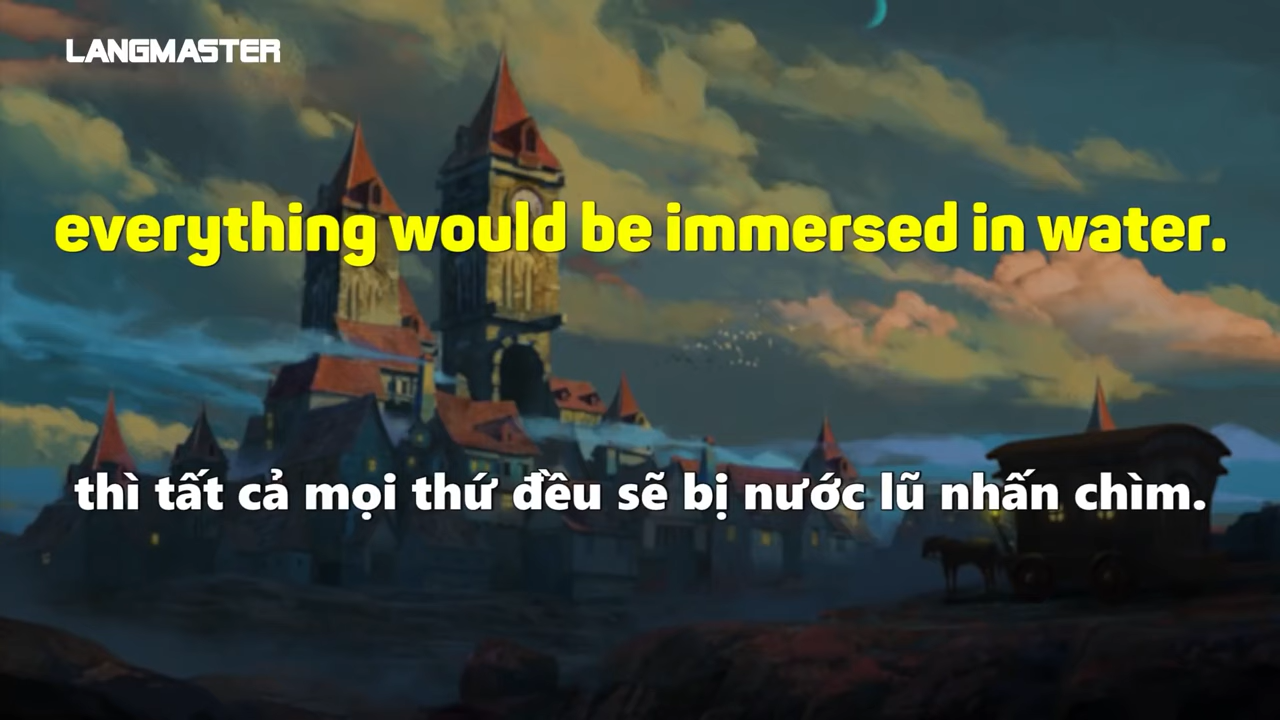 LANGMASTER
everything would be immersed in water.
thì tất cả mọi thứ đều sẽ bị nước lũ nhấn chìm.